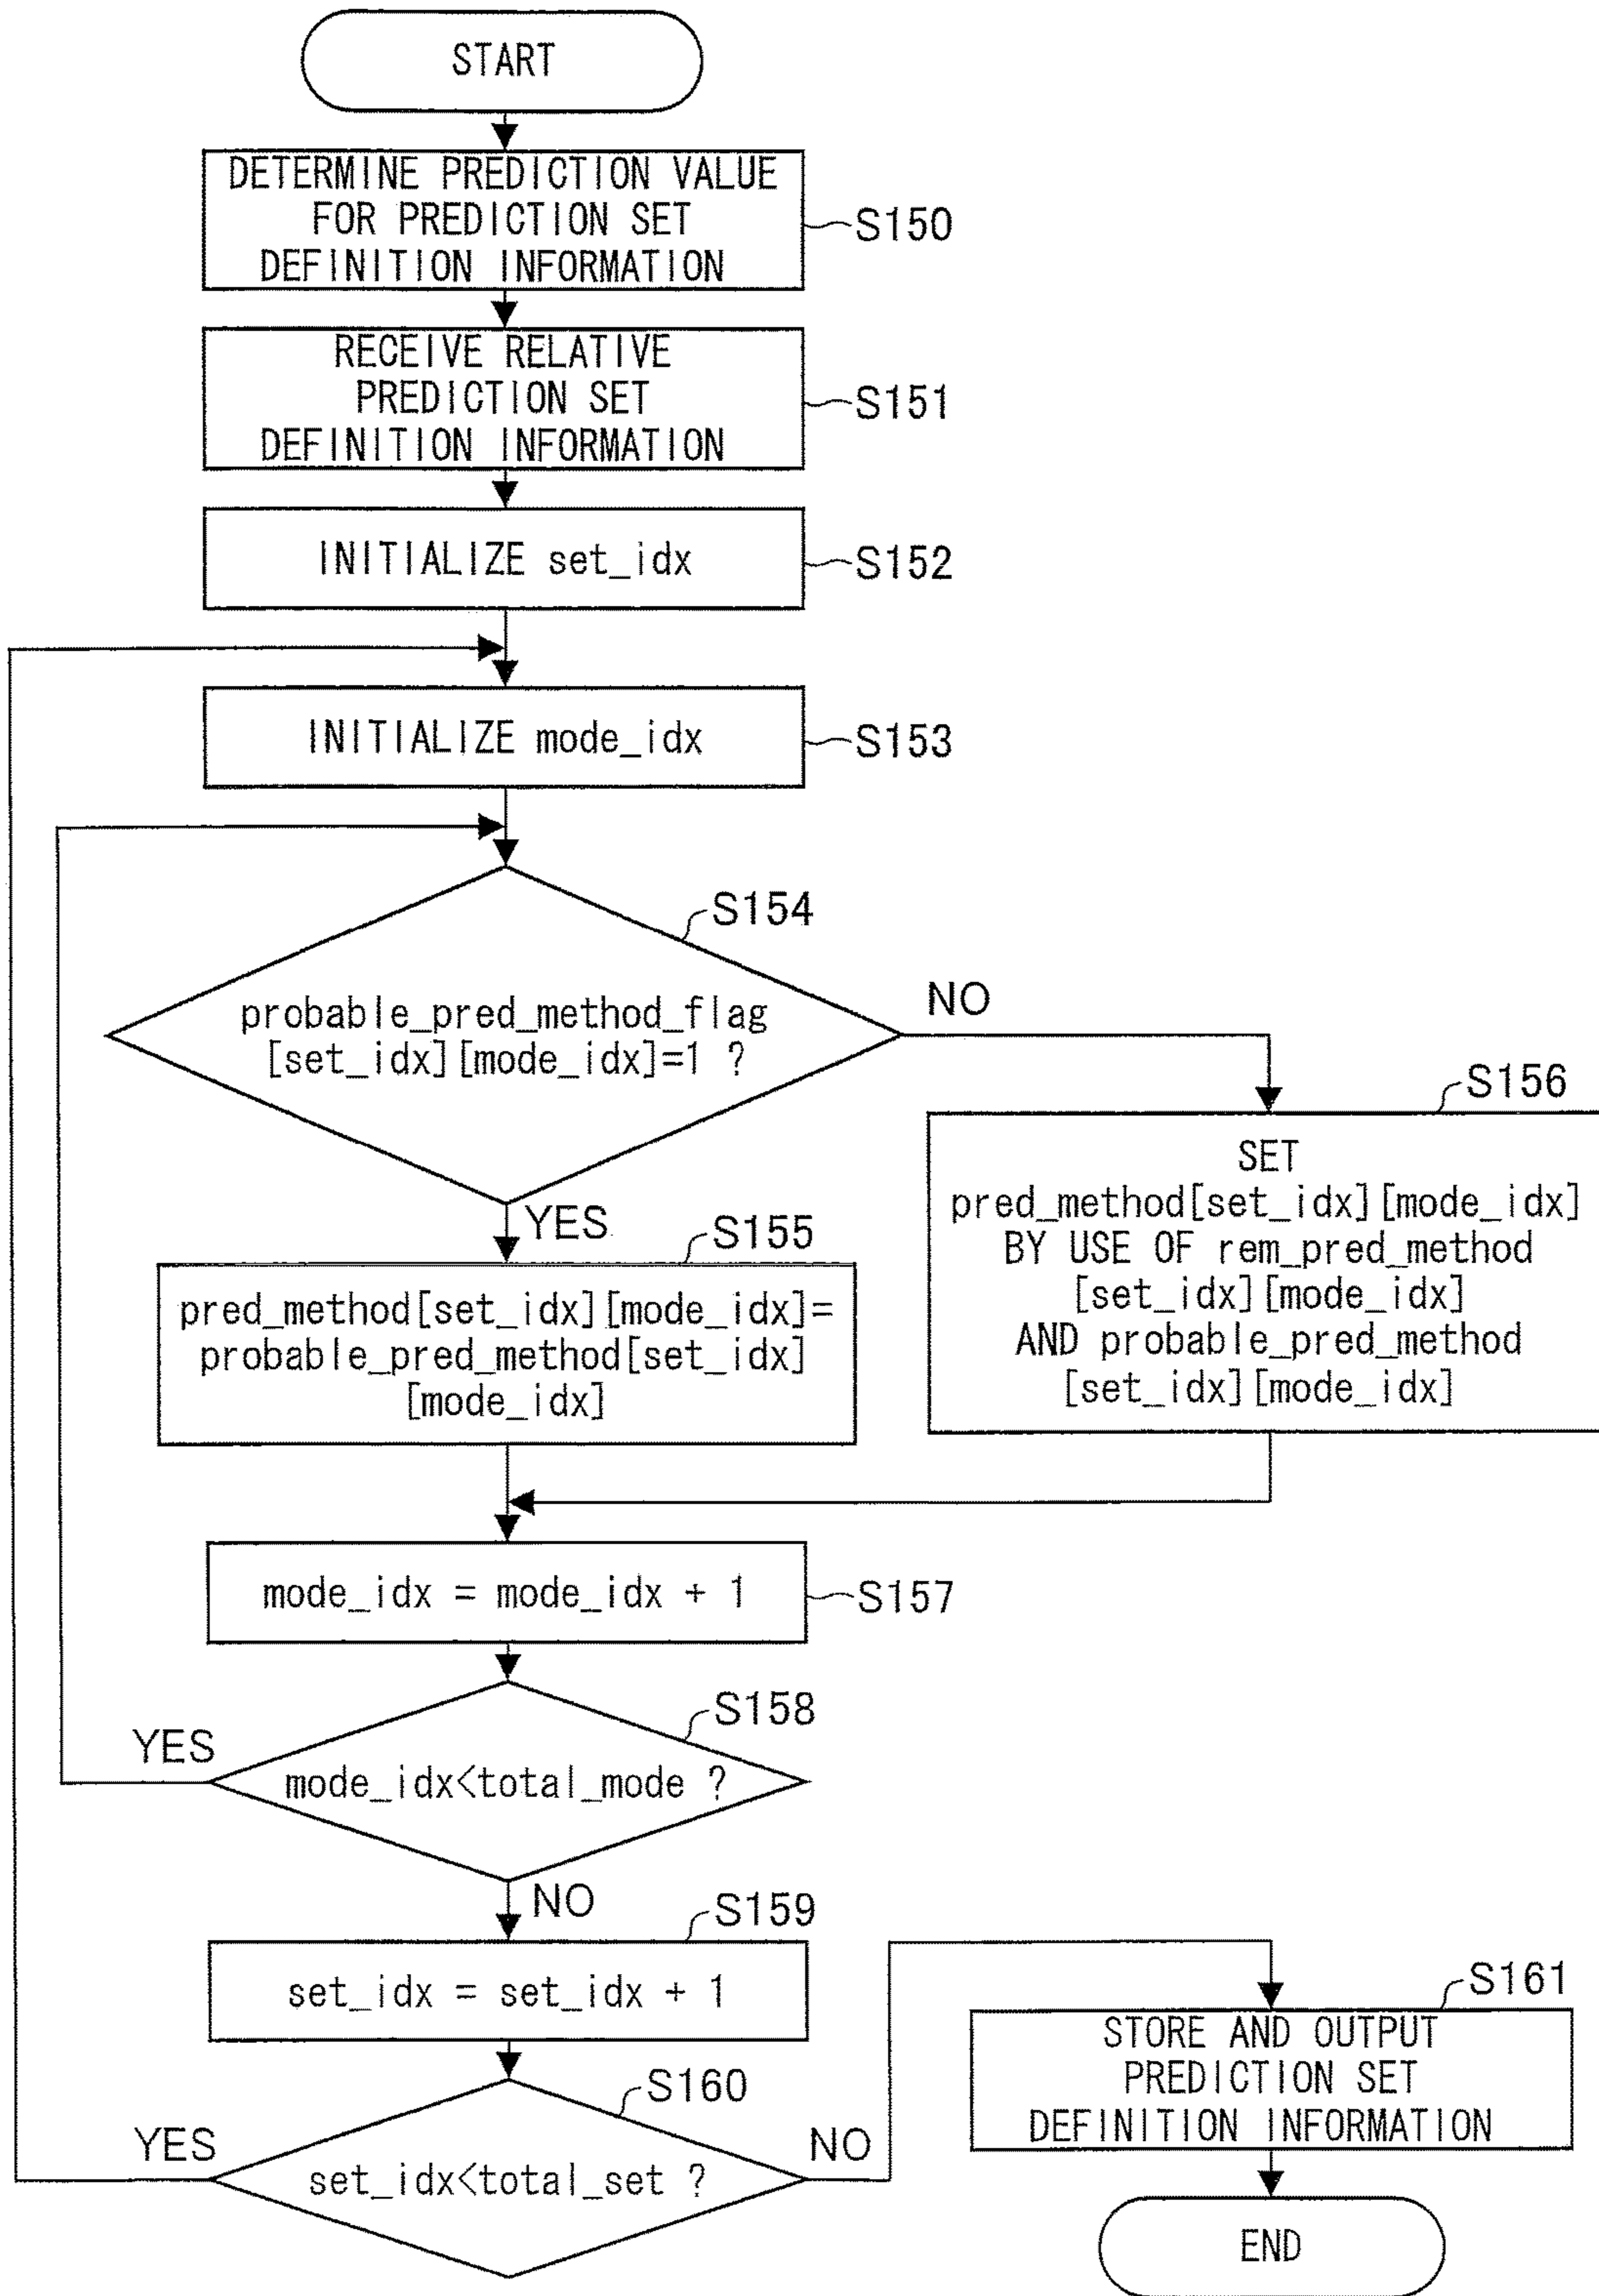 START
DETERMINE PREDICTION VALUE
FOR PREDICTION SET
DEFINITION INFORMATION
S150
RECEIVE RELATIVE
PREDICTION SET
DEFINITION INFORMATION
S151
INITIALIZE set_idx
S152
INITIALIZE mode_idx
S153
S154
probable_pred_method_flag
[set_idx][mode_idx]=1 ?
NO
YES
S156
SET
pred_method[set_idx][mode_idx]
BY USE OF rem_pred_method
[set_idx][mode_idx]
AND probable_pred_method
[set_idx][mode_idx]
S155
pred_method[set_idx][mode_idx]=
probable_pred_method[set_idx]
[mode_idx]
mode_idx = mode_idx + 1
S157
S158
YES
mode_idx<total_mode ?
NO
S159
set_idx = set_idx + 1
S160
YES
set_idx<total_set ?
NO
S161
STORE AND OUTPUT
PREDICTION SET
DEFINITION INFORMATION
END